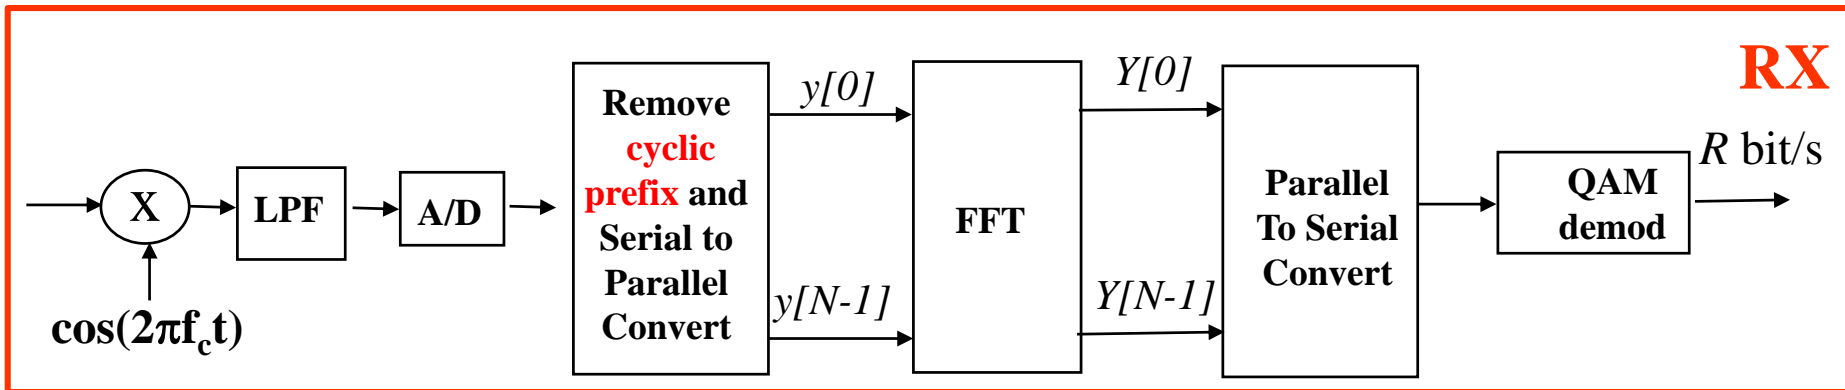 RX
X
cos(2πf_ct)
LPF
A/D
Remove
cyclic
prefix and
Serial to
Parallel
Convert
y[0]
y[N-1]
FFT
Y[0]
Y[N-1]
Parallel
To Serial
Convert
QAM
demod
R bit/s